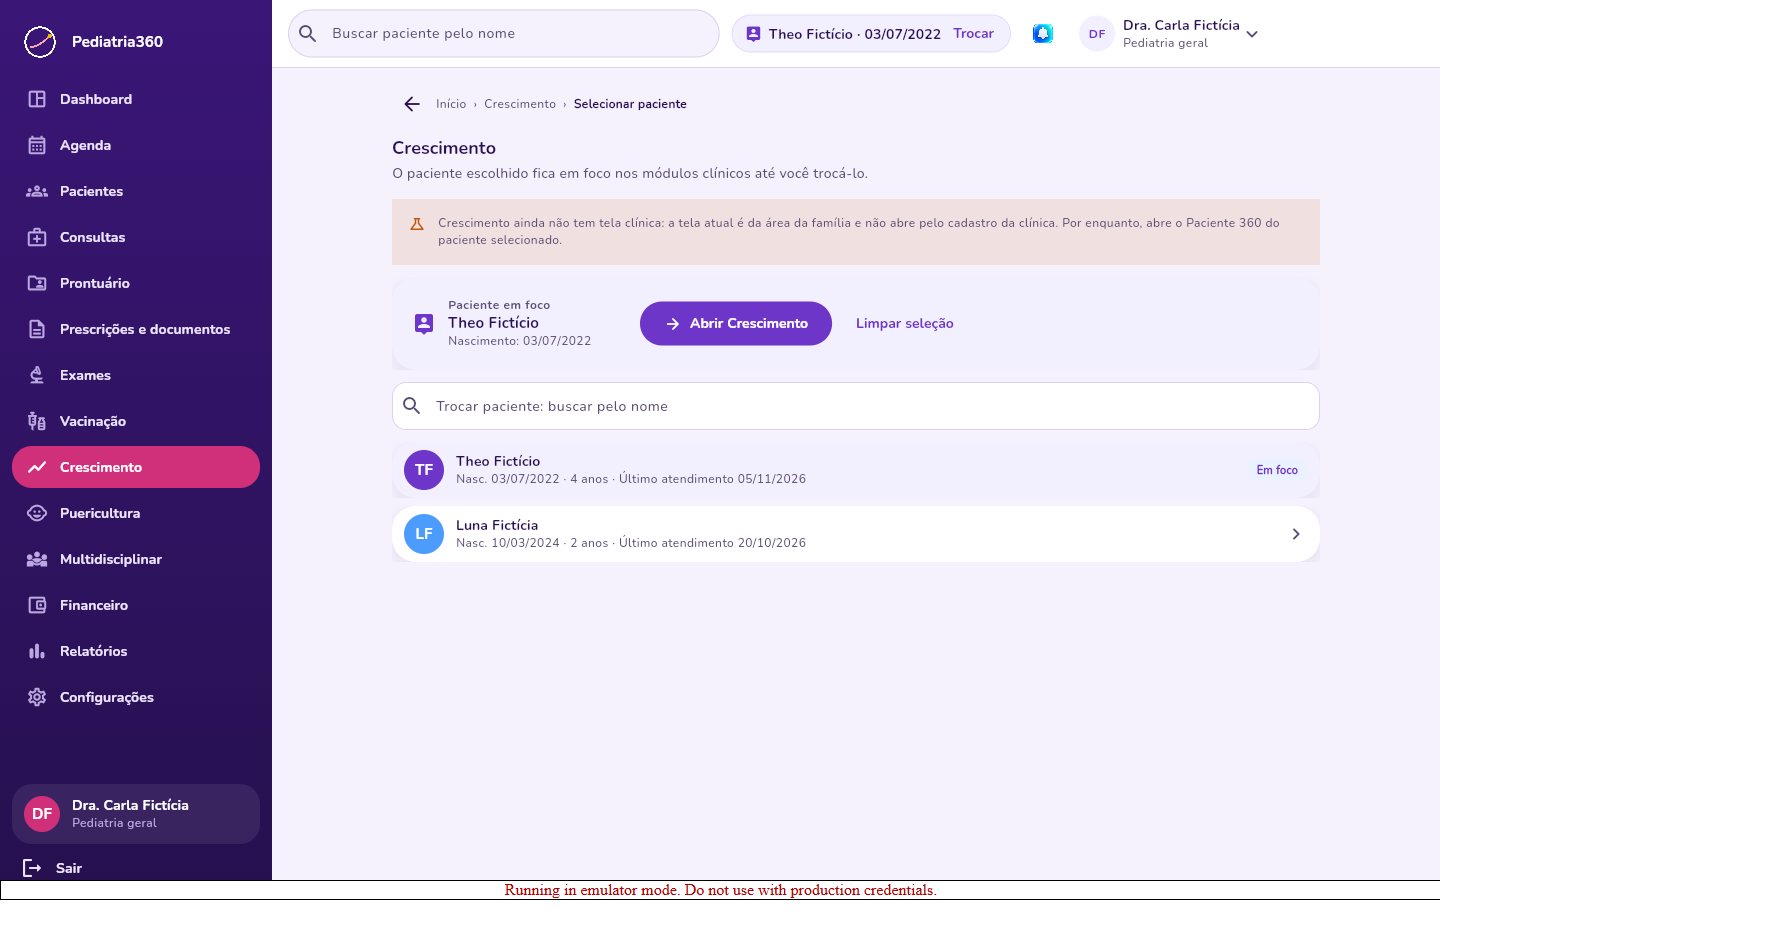 Pediatria360
Dashboard
Agenda
Pacientes
Consultas
Prontuário
Prescrições e documentos
Exames
Vacinação
Crescimento
Puericultura
Multidisciplinar
Financeiro
Relatórios
Configurações
DF
Dra. Carla Fictícia
Pediatria geral
Sair
Buscar paciente pelo nome
Theo Fictício · 03/07/2022 Trocar
DF
Dra. Carla Fictícia
Pediatria geral
Início › Crescimento › Selecionar paciente
Crescimento
O paciente escolhido fica em foco nos módulos clínicos até você trocá-lo.
Crescimento ainda não tem tela clínica: a tela atual é da área da família e não abre pelo cadastro da clínica. Por enquanto, abre o Paciente 360 do
paciente selecionado.
Paciente em foco
Theo Fictício
Nascimento: 03/07/2022
Abrir Crescimento
Limpar seleção
Trocar paciente: buscar pelo nome
TF
Theo Fictício
Nasc. 03/07/2022 · 4 anos · Último atendimento 05/11/2026
Em foco
LF
Luna Fictícia
Nasc. 10/03/2024 · 2 anos · Último atendimento 20/10/2026
Running in emulator mode. Do not use with production credentials.